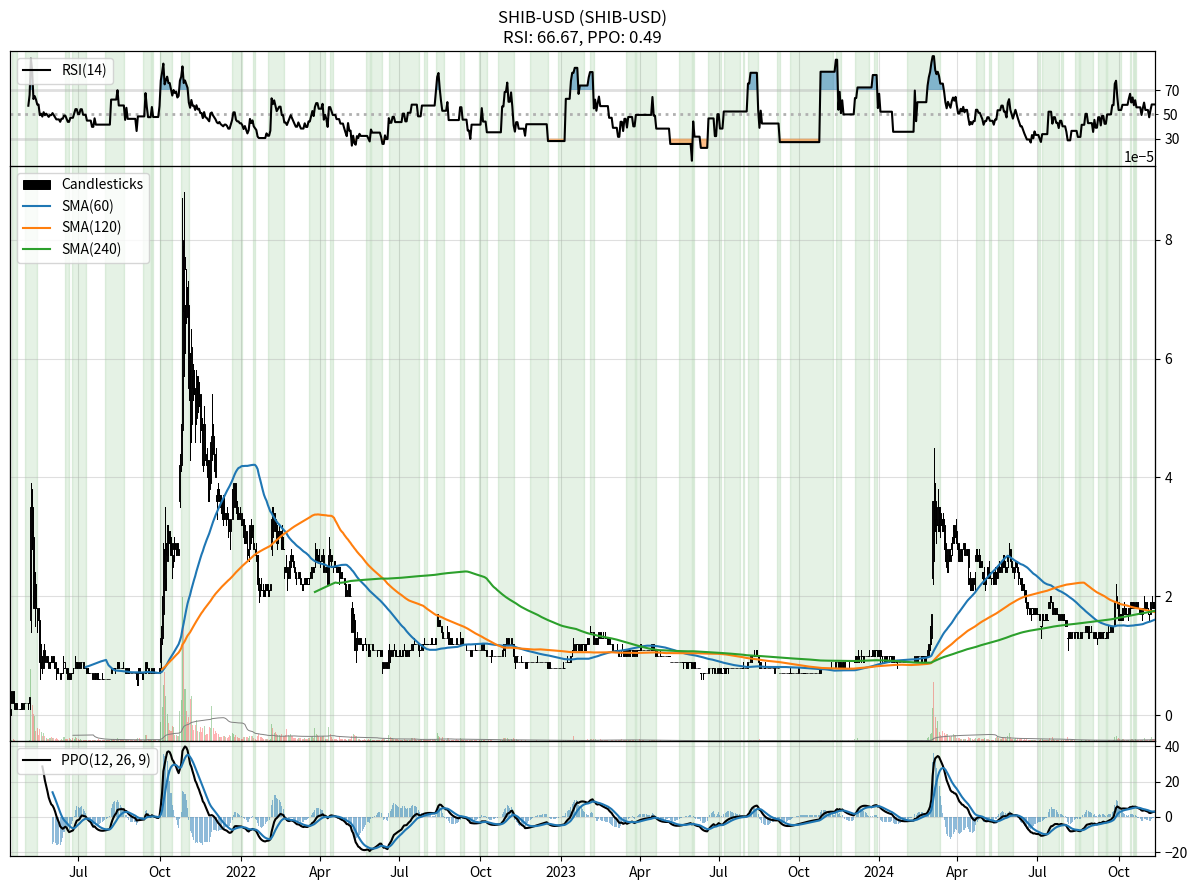 SHIB-USD (SHIB-USD)
RSI: 66.67, PPO: 0.49
RSI(14)
70
50
30
1e−5
Candlesticks
SMA(60)
SMA(120)
SMA(240)
8
6
4
2
0
PPO(12, 26, 9)
40
20
0
−20
Jul Oct 2022 Apr Jul Oct 2023 Apr Jul Oct 2024 Apr Jul Oct